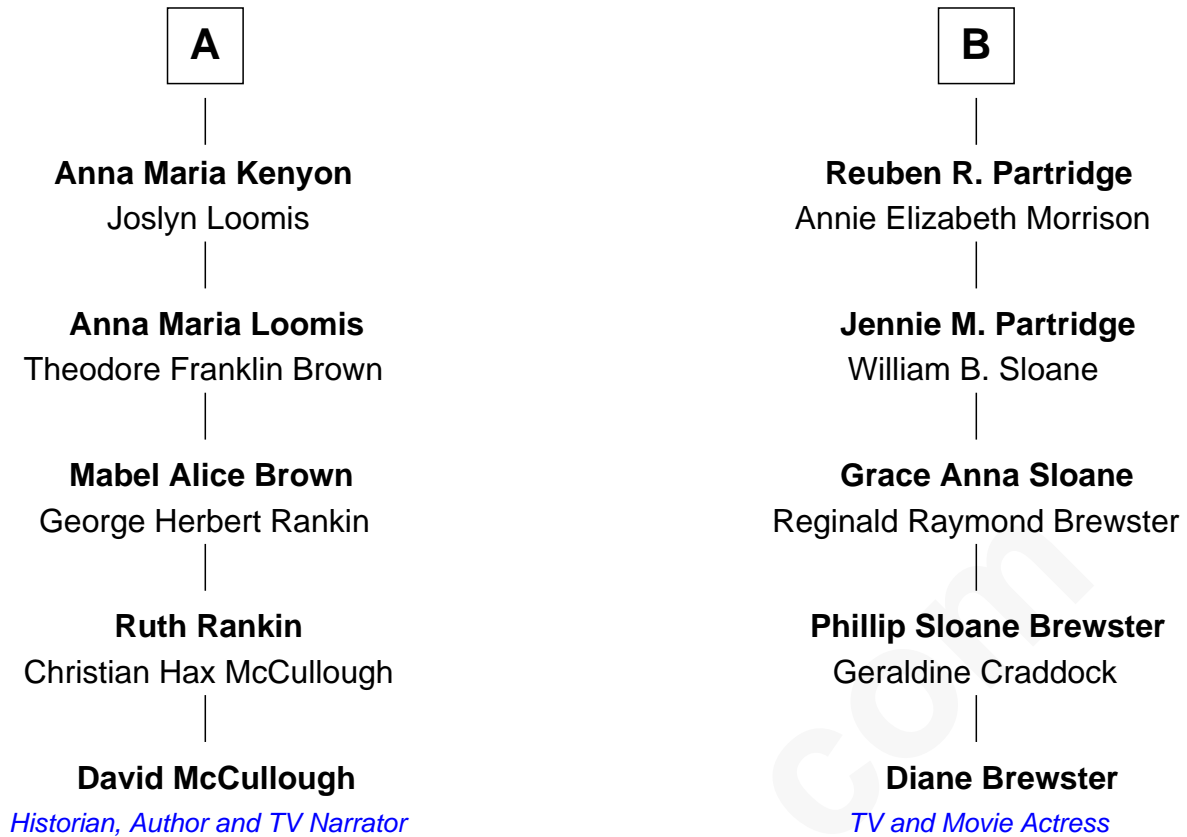 A
Anna Maria Kenyon
Joslyn Loomis
Anna Maria Loomis
Theodore Franklin Brown
Mabel Alice Brown
George Herbert Rankin
Ruth Rankin
Christian Hax McCullough
David McCullough
Historian, Author and TV Narrator
B
Reuben R. Partridge
Annie Elizabeth Morrison
Jennie M. Partridge
William B. Sloane
Grace Anna Sloane
Reginald Raymond Brewster
Phillip Sloane Brewster
Geraldine Craddock
Diane Brewster
TV and Movie Actress
com